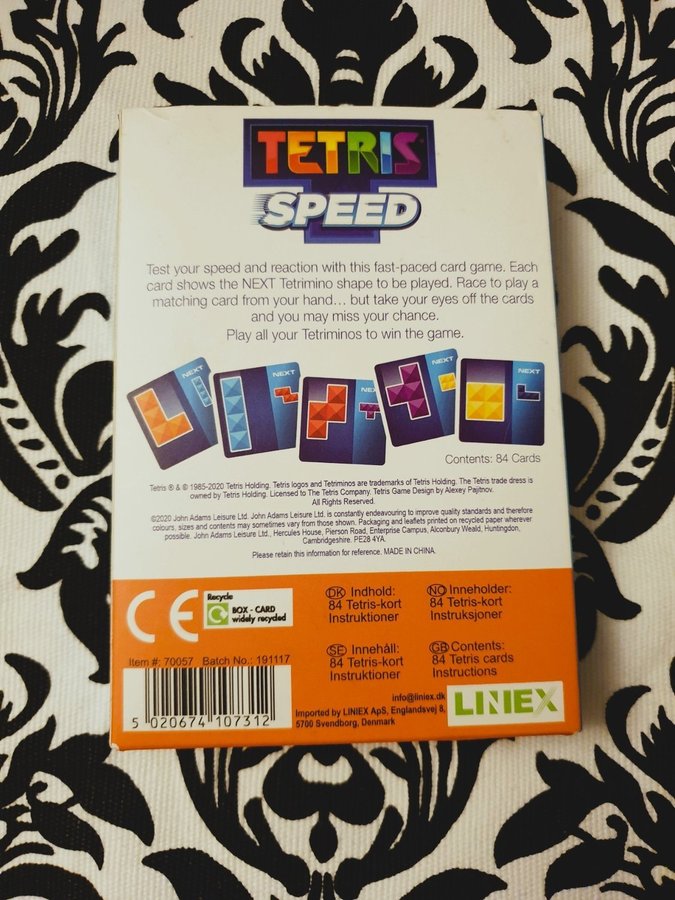 TETRIS®
SPEED
Test your speed and reaction with this fast-paced card game. Each
card shows the NEXT Tetrimino shape to be played. Race to play a
matching card from your hand... but take your eyes off the cards
and you may miss your chance.
Play all your Tetriminos to win the game.
NEXT
NEXT
NEX
NEXT
NEXT
Contents: 84 Cards
Tetris ® & © 1985-2020 Tetris Holding. Tetris logos and Tetriminos are trademarks of Tetris Holding. The Tetris trade dress is
owned by Tetris Holding. Licensed to The Tetris Company. Tetris Game Design by Alexey Pajitnov.
All Rights Reserved.
©2020 John Adams Leisure Ltd. John Adams Leisure Ltd. is constantly endeavouring to improve quality standards and therefore
colours, sizes and contents may sometimes vary from those shown. Packaging and leaflets printed on recycled paper wherever
possible. John Adams Leisure Ltd., Hercules House, Pierson Road, Enterprise Campus, Alconbury Weald, Huntingdon,
Cambridgeshire. PE28 4YA.
Please retain this information for reference. MADE IN CHINA.
CE
Recycle
BOX - CARD
widely recycled
DK Indhold:
84 Tetris-kort
Instruktioner
NO Inneholder:
84 Tetris-kort
Instruksjoner
SE Innehåll:
84 Tetris-kort
Instruktioner
GB Contents:
84 Tetris cards
Instructions
Item #: 70057 Batch No.: 191117
5 020674 107312
info@liniex.dk
Imported by LINIEX ApS, Englandsvej 8,
5700 Svendborg, Denmark
LINIEX